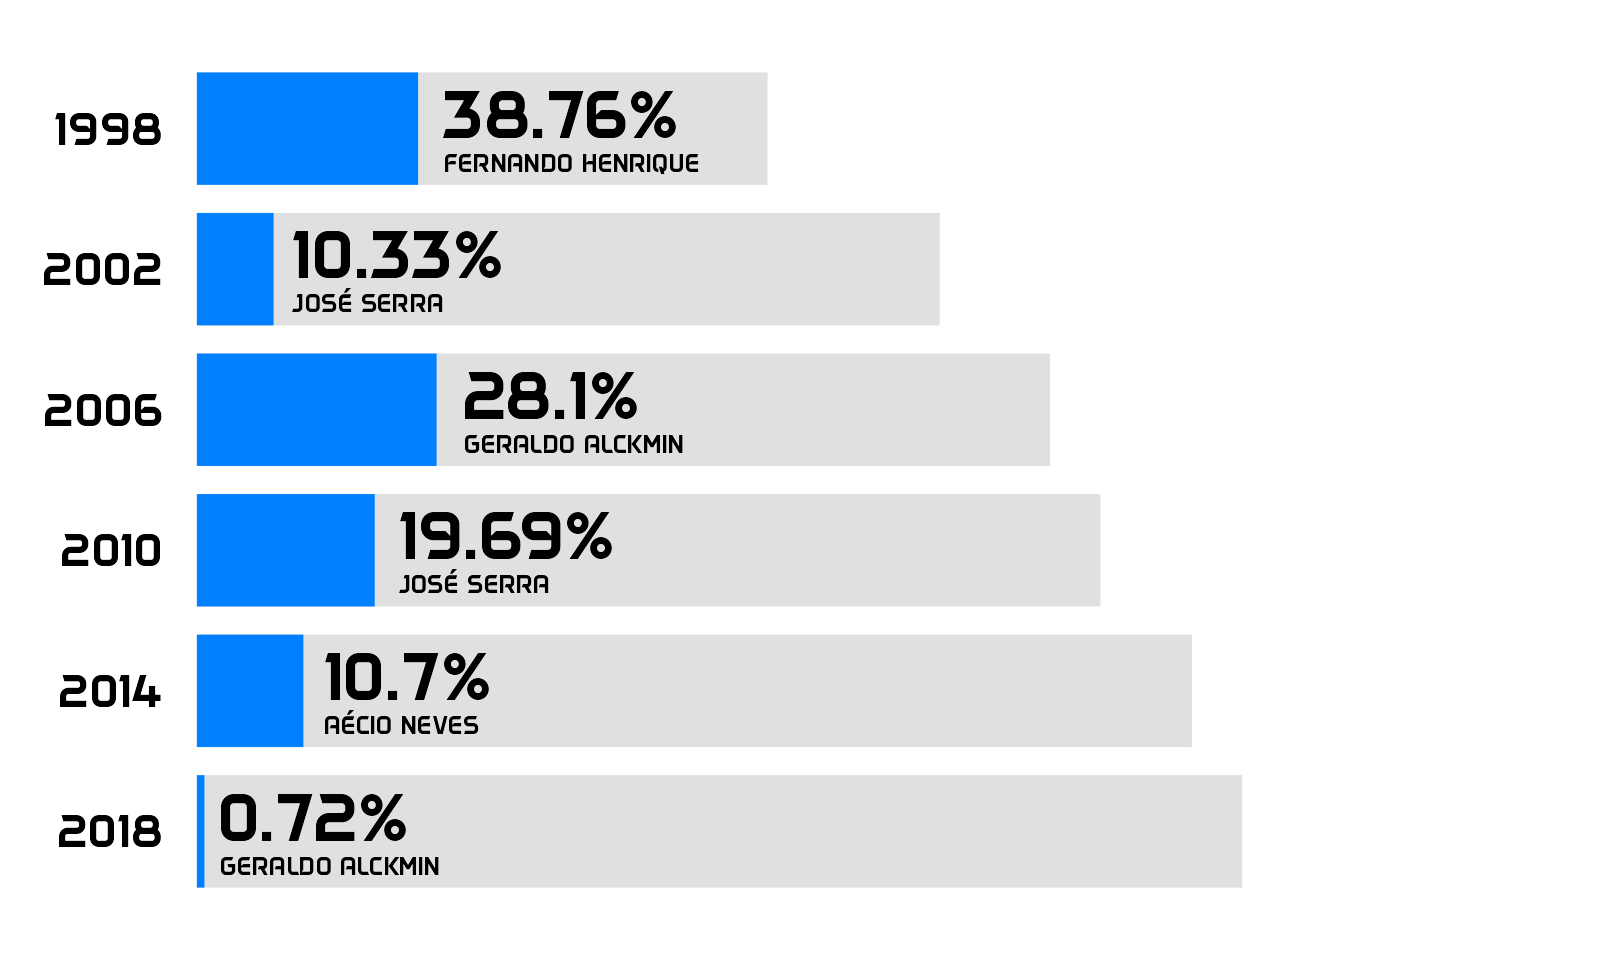 1998
38.76%
FERNANDO HENRIQUE
2002
10.33%
JOSÉ SERRA
2006
28.1%
GERALDO ALCKMIN
2010
19.69%
JOSÉ SERRA
2014
10.7%
AÉCIO NEVES
2018
0.72%
GERALDO ALCKMIN